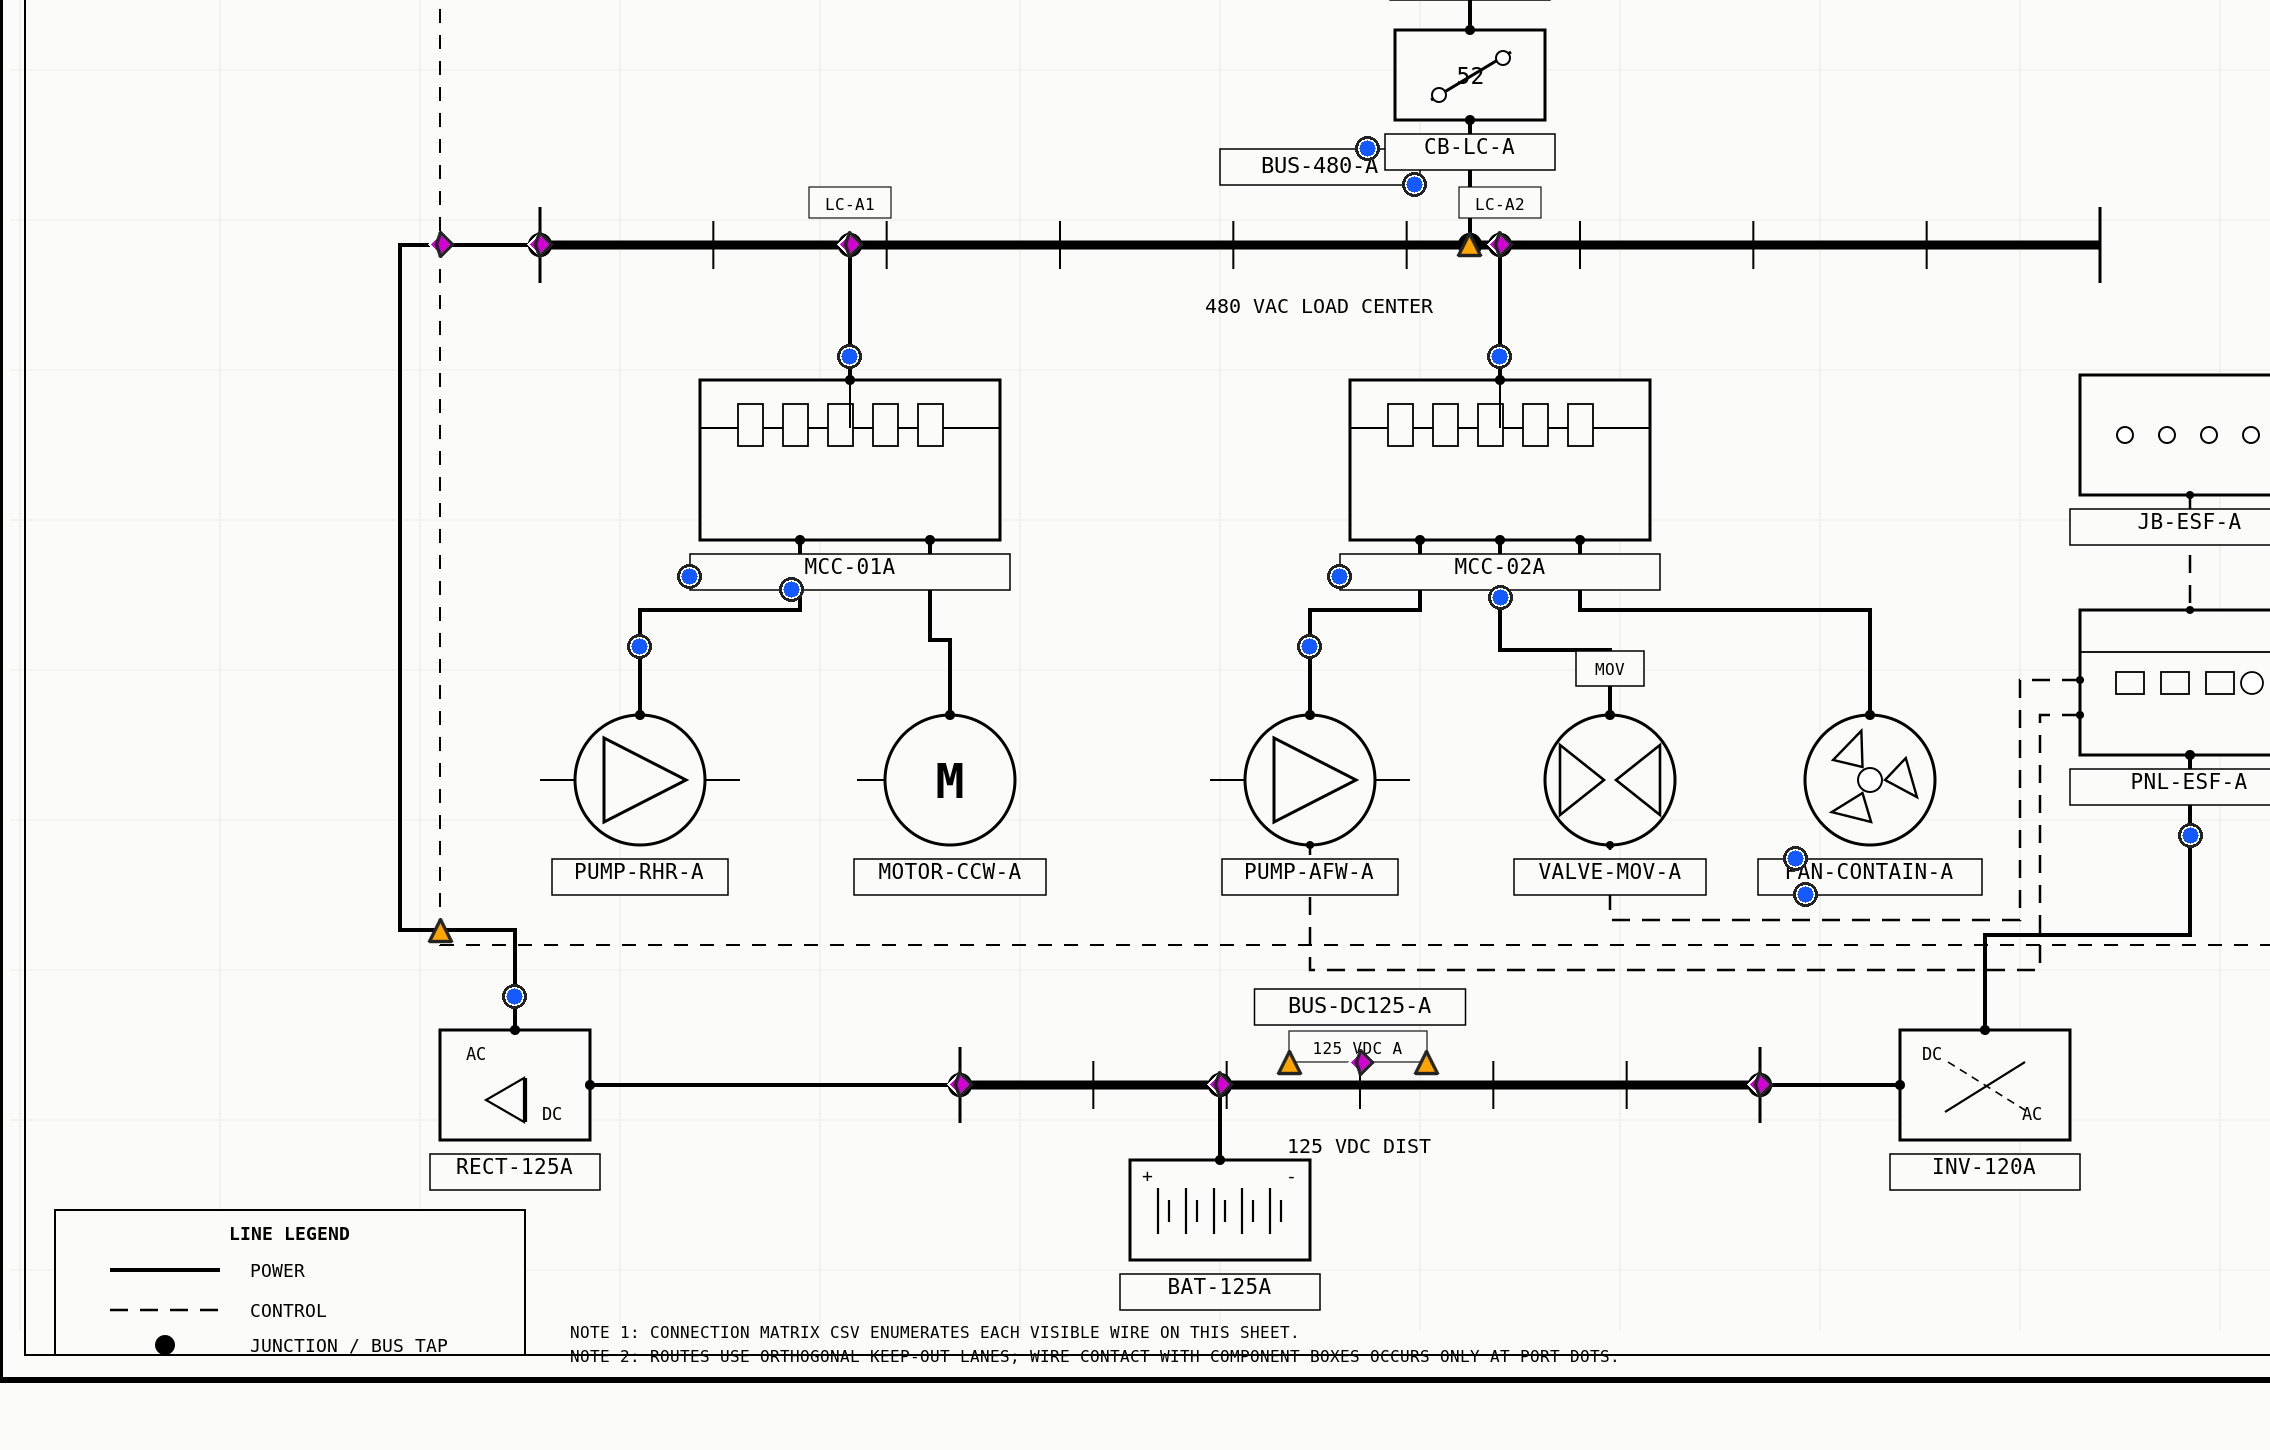 52
CB-LC-A
BUS-480-A
LC-A1
LC-A2
480 VAC LOAD CENTER
JB-ESF-A
MCC-01A
MCC-02A
MOV
M
PNL-ESF-A
PUMP-RHR-A
MOTOR-CCW-A
PUMP-AFW-A
VALVE-MOV-A
FAN-CONTAIN-A
BUS-DC125-A
125 VDC A
AC
DC
DC
AC
125 VDC DIST
RECT-125A
INV-120A
+ -
BAT-125A
LINE LEGEND
POWER
CONTROL
JUNCTION / BUS TAP
NOTE 1: CONNECTION MATRIX CSV ENUMERATES EACH VISIBLE WIRE ON THIS SHEET.
NOTE 2: ROUTES USE ORTHOGONAL KEEP-OUT LANES; WIRE CONTACT WITH COMPONENT BOXES OCCURS ONLY AT PORT DOTS.